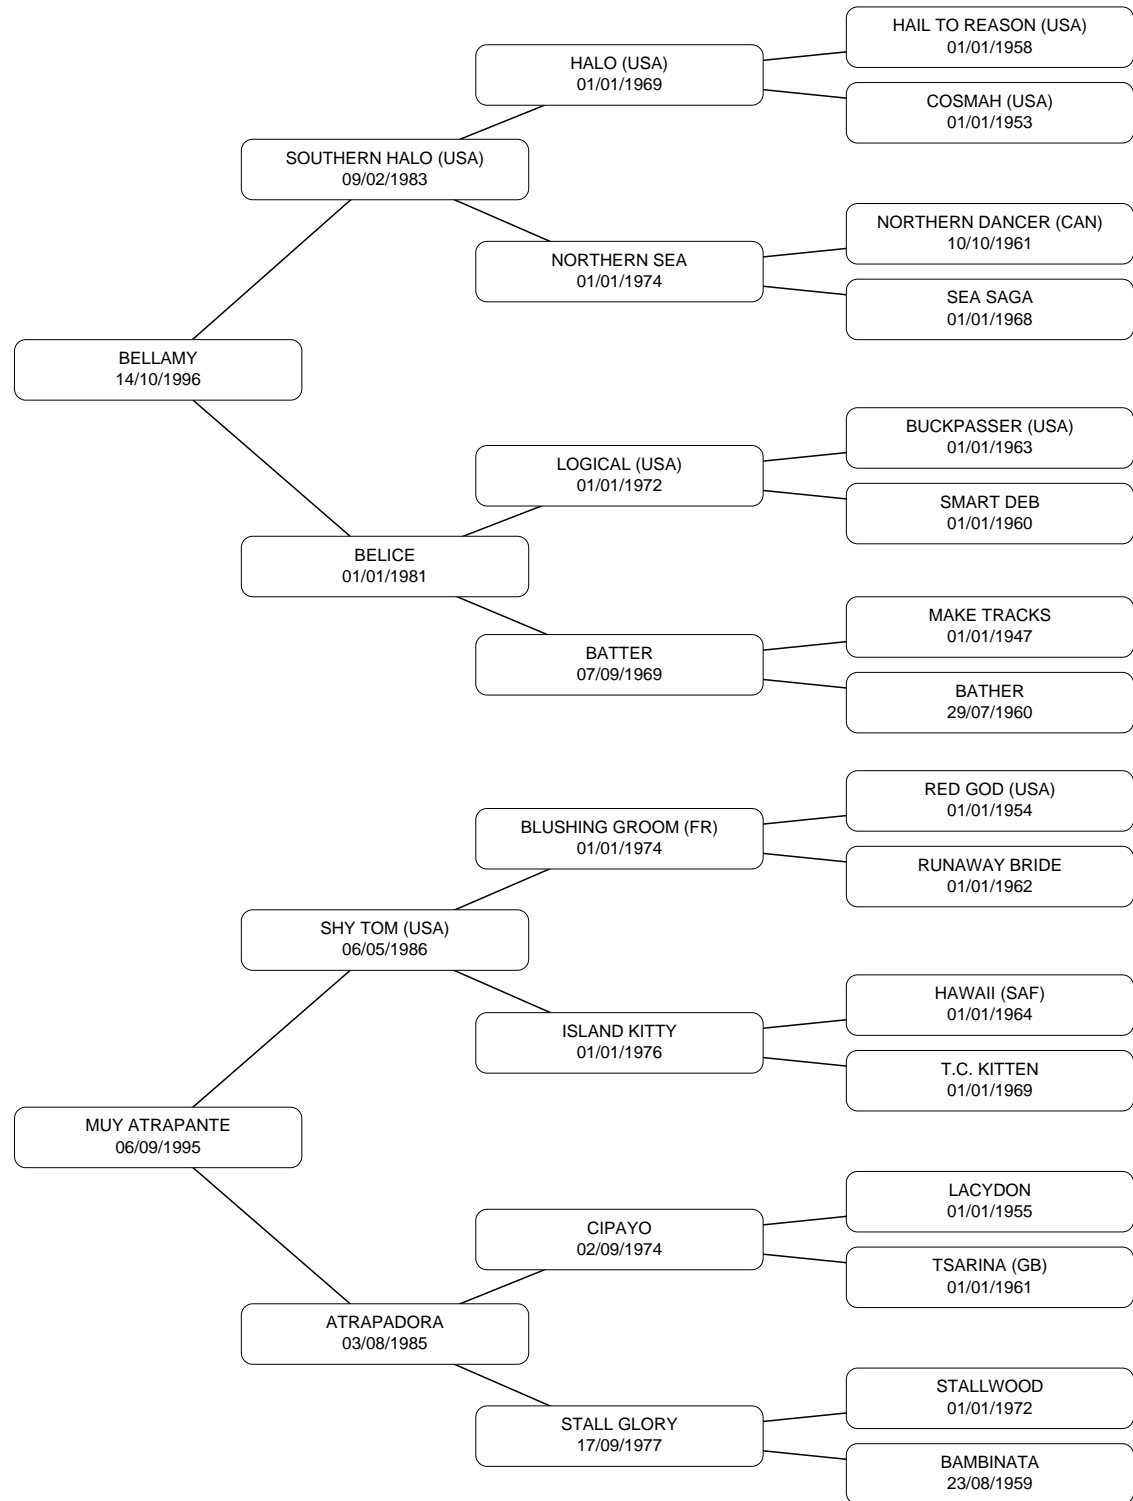 HAIL TO REASON (USA)
01/01/1958
HALO (USA)
01/01/1969
COSMAH (USA)
01/01/1953
SOUTHERN HALO (USA)
09/02/1983
NORTHERN DANCER (CAN)
10/10/1961
NORTHERN SEA
01/01/1974
SEA SAGA
01/01/1968
BELLAMY
14/10/1996
BUCKPASSER (USA)
01/01/1963
LOGICAL (USA)
01/01/1972
SMART DEB
01/01/1960
BELICE
01/01/1981
MAKE TRACKS
01/01/1947
BATTER
07/09/1969
BATHER
29/07/1960
RED GOD (USA)
01/01/1954
BLUSHING GROOM (FR)
01/01/1974
RUNAWAY BRIDE
01/01/1962
SHY TOM (USA)
06/05/1986
HAWAII (SAF)
01/01/1964
ISLAND KITTY
01/01/1976
T.C. KITTEN
01/01/1969
MUY ATRAPANTE
06/09/1995
LACYDON
01/01/1955
CIPAYO
02/09/1974
TSARINA (GB)
01/01/1961
ATRAPADORA
03/08/1985
STALLWOOD
01/01/1972
STALL GLORY
17/09/1977
BAMBINATA
23/08/1959